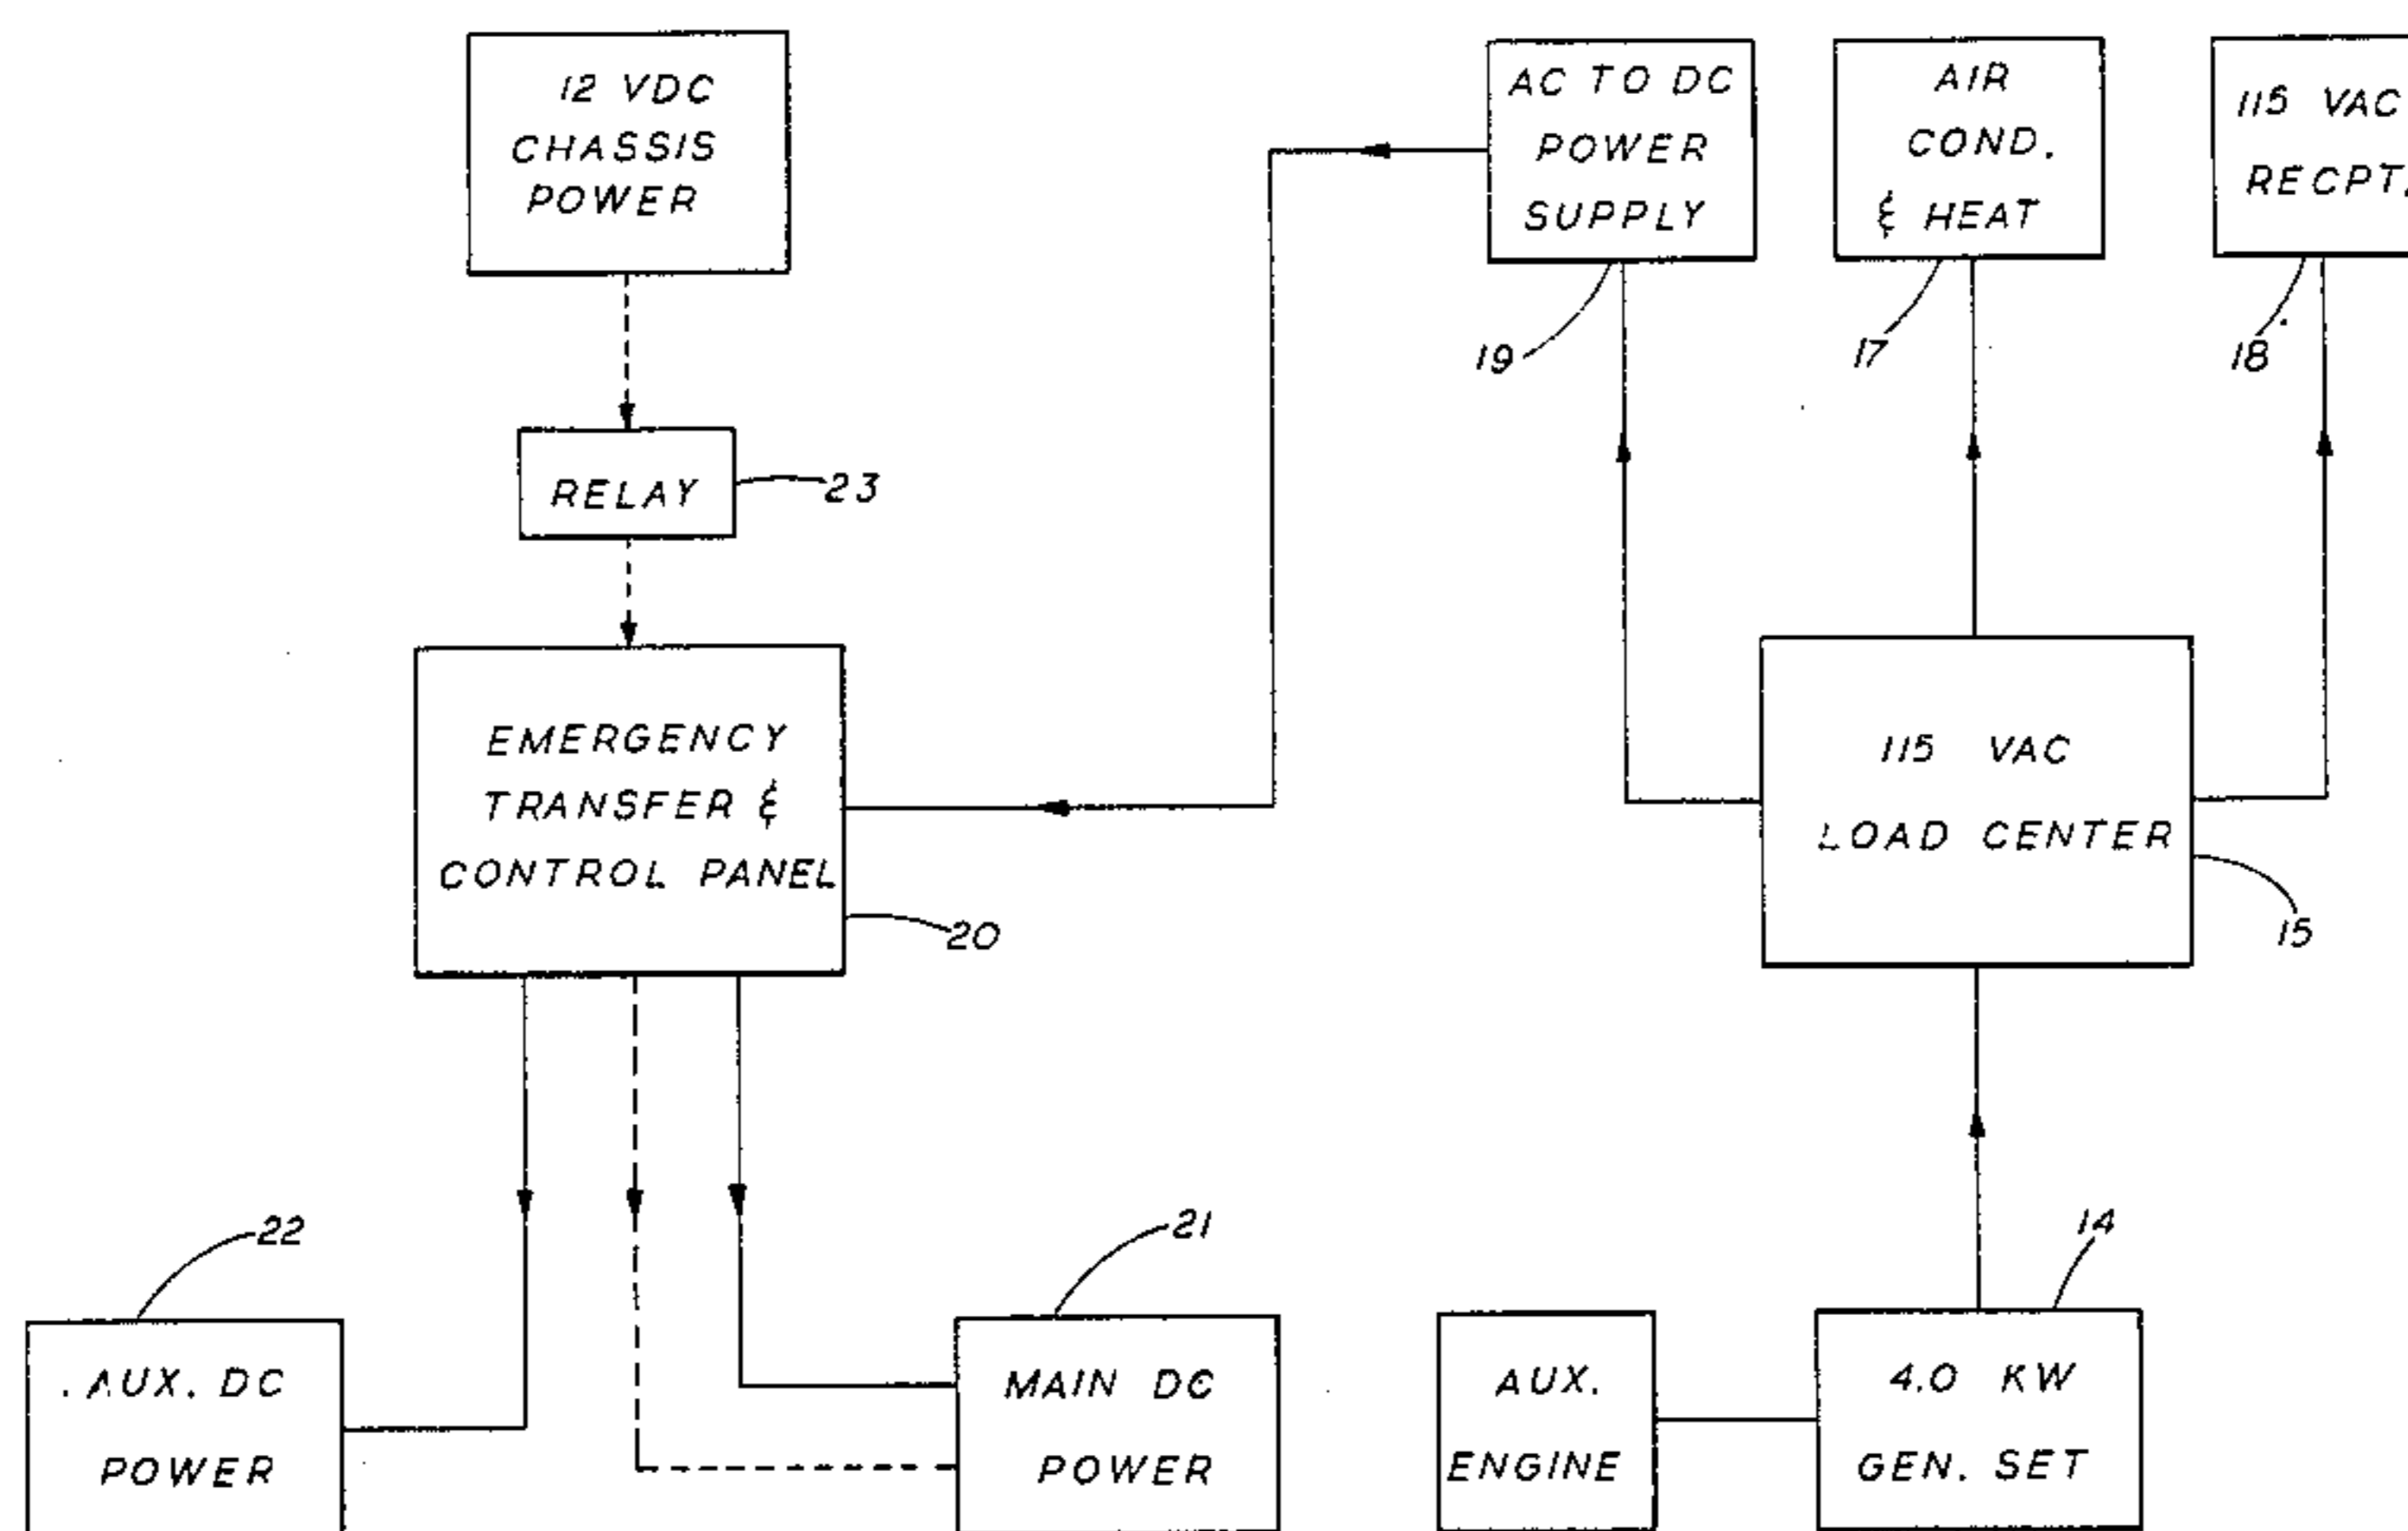 12 VDC
CHASSIS
POWER
AC TO DC
POWER
SUPPLY
AIR
COND.
& HEAT
115 VAC
RECPT.
19
17
18
RELAY
23
EMERGENCY
TRANSFER &
CONTROL PANEL
20
115 VAC
LOAD CENTER
15
22
21
14
AUX. DC
POWER
MAIN DC
POWER
AUX.
ENGINE
4.0 KW
GEN. SET